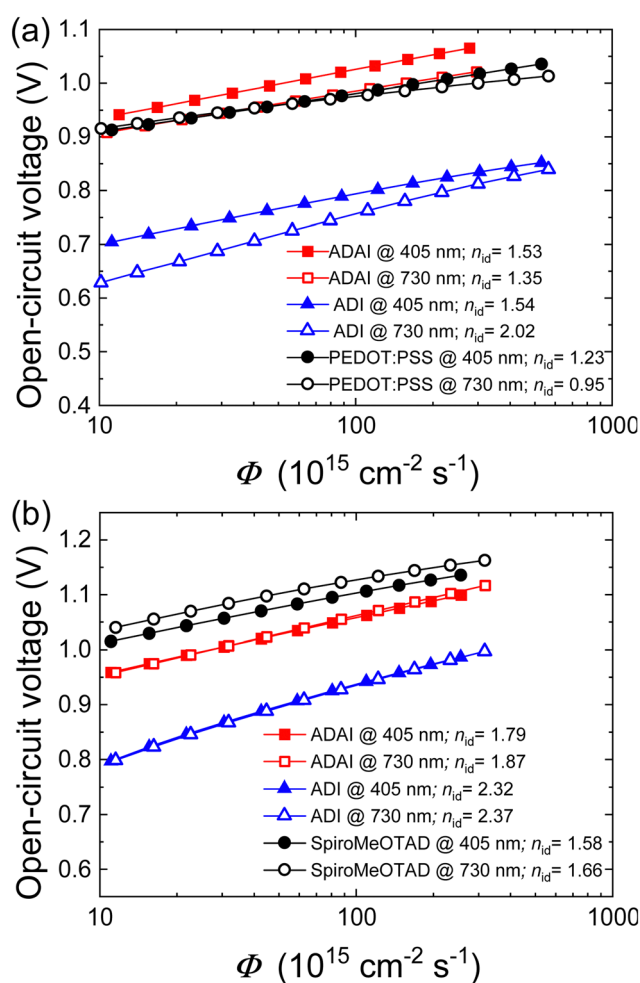 (a)
1.1
1.0
0.9
0.8
0.7
0.6
0.5
0.4
Open-circuit voltage (V)
ADAI @ 405 nm; nid= 1.53
ADAI @ 730 nm; nid= 1.35
ADI @ 405 nm; nid= 1.54
ADI @ 730 nm; nid= 2.02
PEDOT:PSS @ 405 nm; nid= 1.23
PEDOT:PSS @ 730 nm; nid= 0.95
10 100 1000
Φ (10¹⁵ cm⁻² s⁻¹)
(b)
1.2
1.1
1.0
0.9
0.8
0.7
0.6
Open-circuit voltage (V)
ADAI @ 405 nm; nid= 1.79
ADAI @ 730 nm; nid= 1.87
ADI @ 405 nm; nid= 2.32
ADI @ 730 nm; nid= 2.37
SpiroMeOTAD @ 405 nm; nid= 1.58
SpiroMeOTAD @ 730 nm; nid= 1.66
10 100 1000
Φ (10¹⁵ cm⁻² s⁻¹)